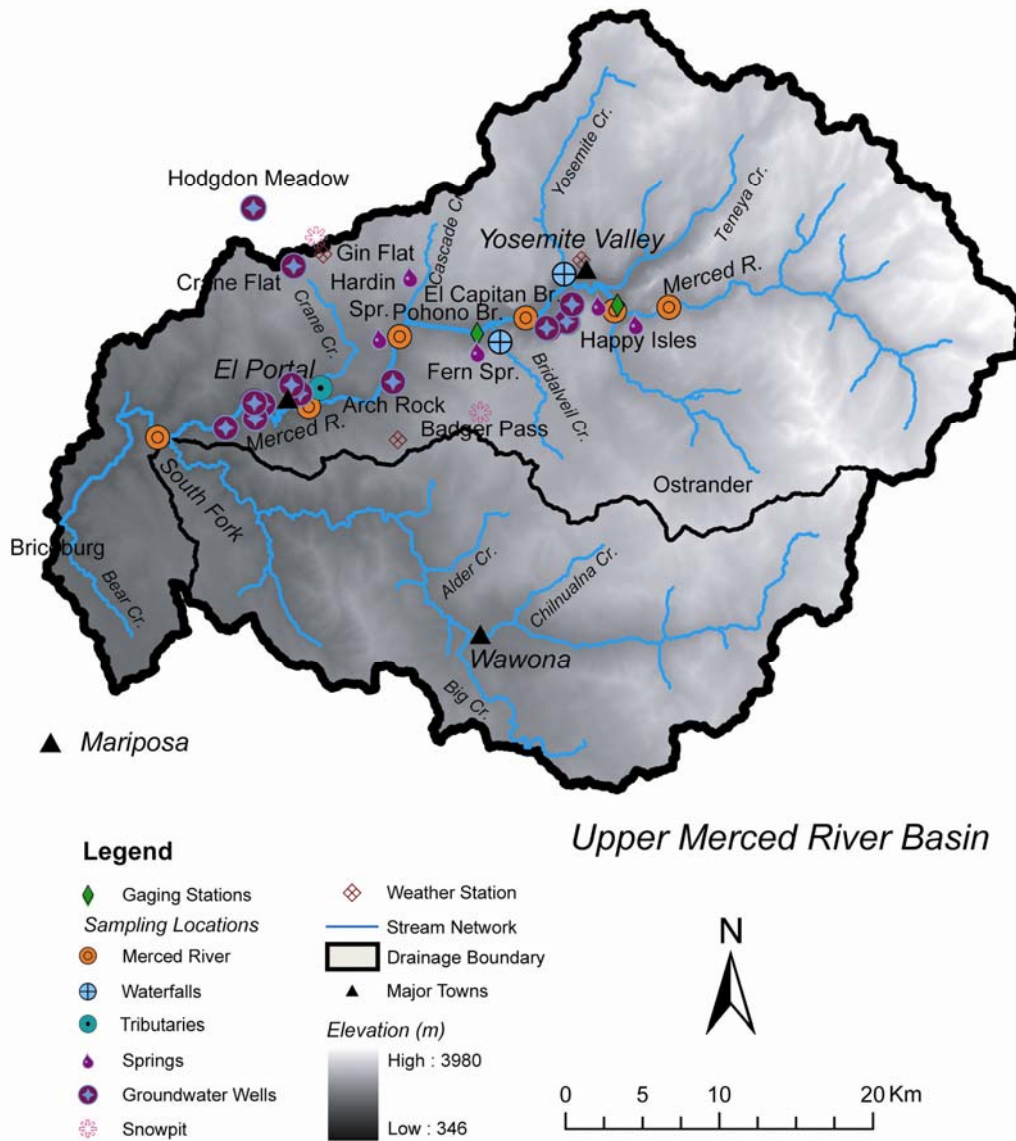 Hodgdon Meadow
Yosemite Cr.
Cascade Cr.
Teneya Cr.
Yosemite Valley
Gin Flat
Crane Flat
Hardin
Merced R.
El Capitan Br.
Spr.
Pohono Br.
Crane Cr.
Happy Isles
El Portal
Fern Spr.
Bridalveil Cr.
Arch Rock
Merced R.
Badger Pass
South Fork
Ostrander
Briceburg
Bear Cr.
Alder Cr.
Chilnualna Cr.
Wawona
Big Cr.
Mariposa
Upper Merced River Basin
Legend
Gaging Stations
Sampling Locations
Merced River
Waterfalls
Tributaries
Springs
Groundwater Wells
Snowpit
Weather Station
Stream Network
Drainage Boundary
Major Towns
Elevation (m)
High : 3980
Low : 346
N
0 5 10 20 Km